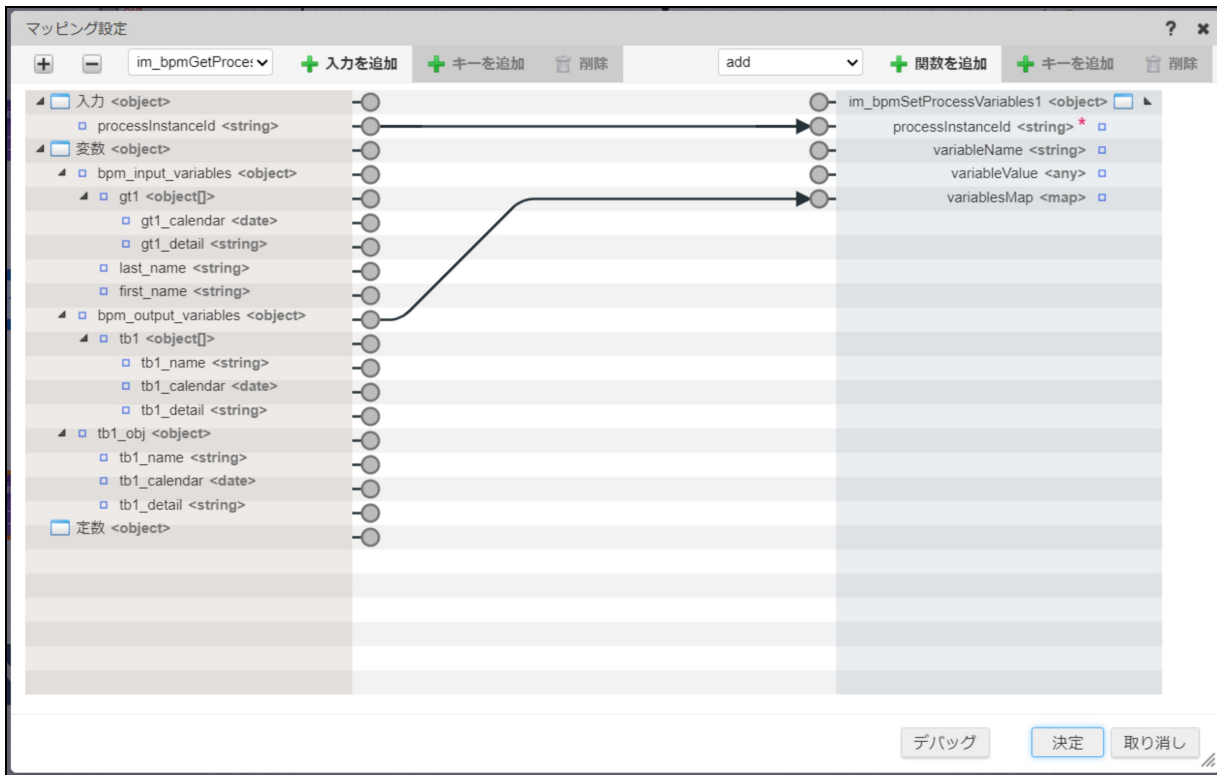 マッピング設定
im_bpmGetProces 入力を追加 キーを追加 削除 add 関数を追加 キーを追加 削除
入力 <object> im_bpmSetProcessVariables1 <object>
processInstanceId <string> processInstanceId <string> *
変数 <object> variableName <string>
bpm_input_variables <object> variableValue <any>
gt1 <object[]> variablesMap <map>
gt1_calendar <date>
gt1_detail <string>
last_name <string>
first_name <string>
bpm_output_variables <object>
tb1 <object[]>
tb1_name <string>
tb1_calendar <date>
tb1_detail <string>
tb1_obj <object>
tb1_name <string>
tb1_calendar <date>
tb1_detail <string>
定数 <object>
デバッグ 決定 取り消し